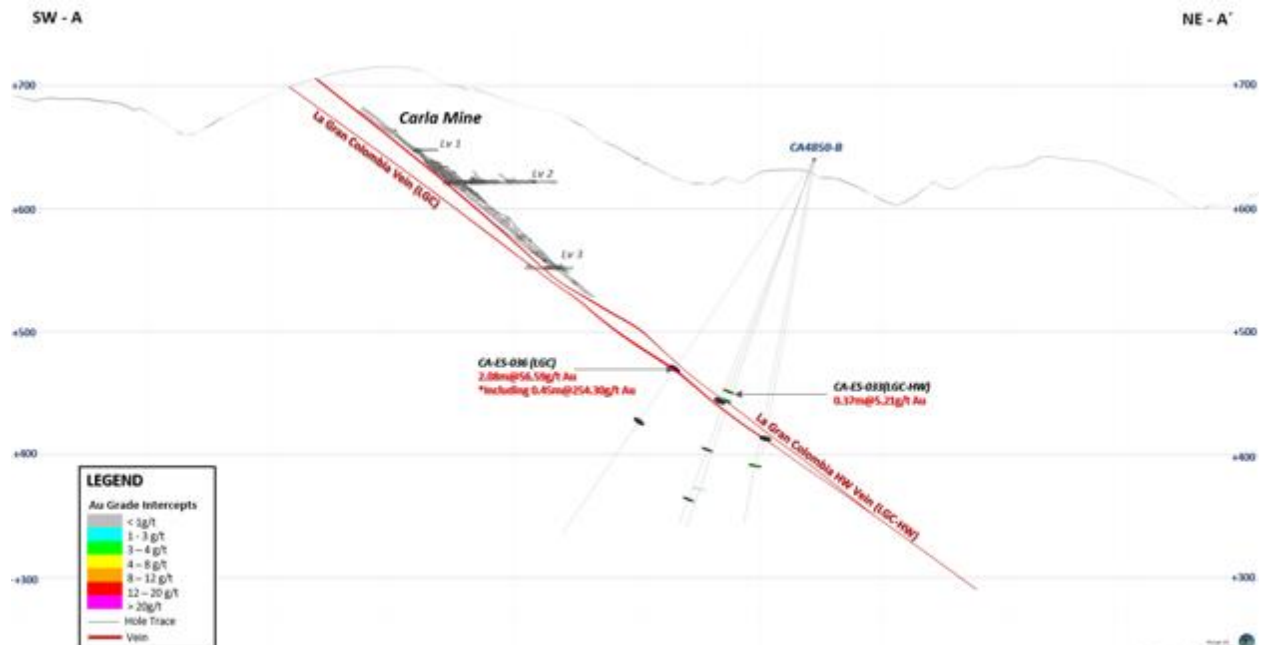 SW - A
NE - A´
+700
+700
Carla Mine
Lv 1
La Gran Colombia Vein (LGC)
Lv 2
CA4850-B
+600
+600
Lv 3
+500
+500
CA-ES-036 (LGC)
2.08m@56.59g/t Au
*Including 0.45m@254.30g/t Au
CA-ES-033(LGC-HW)
0.37m@5.21g/t Au
La Gran Colombia HW Vein (LGC-HW)
+400
+400
+300
+300
LEGEND
Au Grade Intercepts
< 1g/t
1 - 3 g/t
3 – 4 g/t
4 – 8 g/t
8 – 12 g/t
12 – 20 g/t
> 20g/t
Hole Trace
Vein